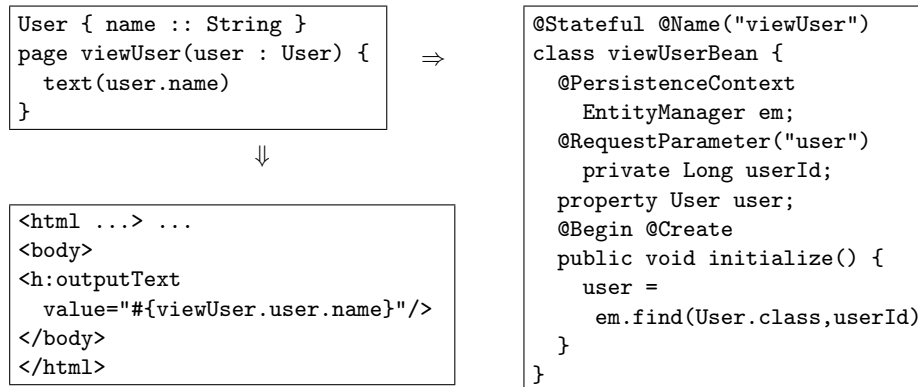 User { name :: String }
page viewUser(user : User) {
  text(user.name)
}
⇒
⇓
<html ...> ...
<body>
<h:outputText
  value="#{viewUser.user.name}"/>
</body>
</html>
@Stateful @Name("viewUser")
class viewUserBean {
  @PersistenceContext
    EntityManager em;
  @RequestParameter("user")
    private Long userId;
  property User user;
  @Begin @Create
  public void initialize() {
    user =
      em.find(User.class,userId)
  }
}